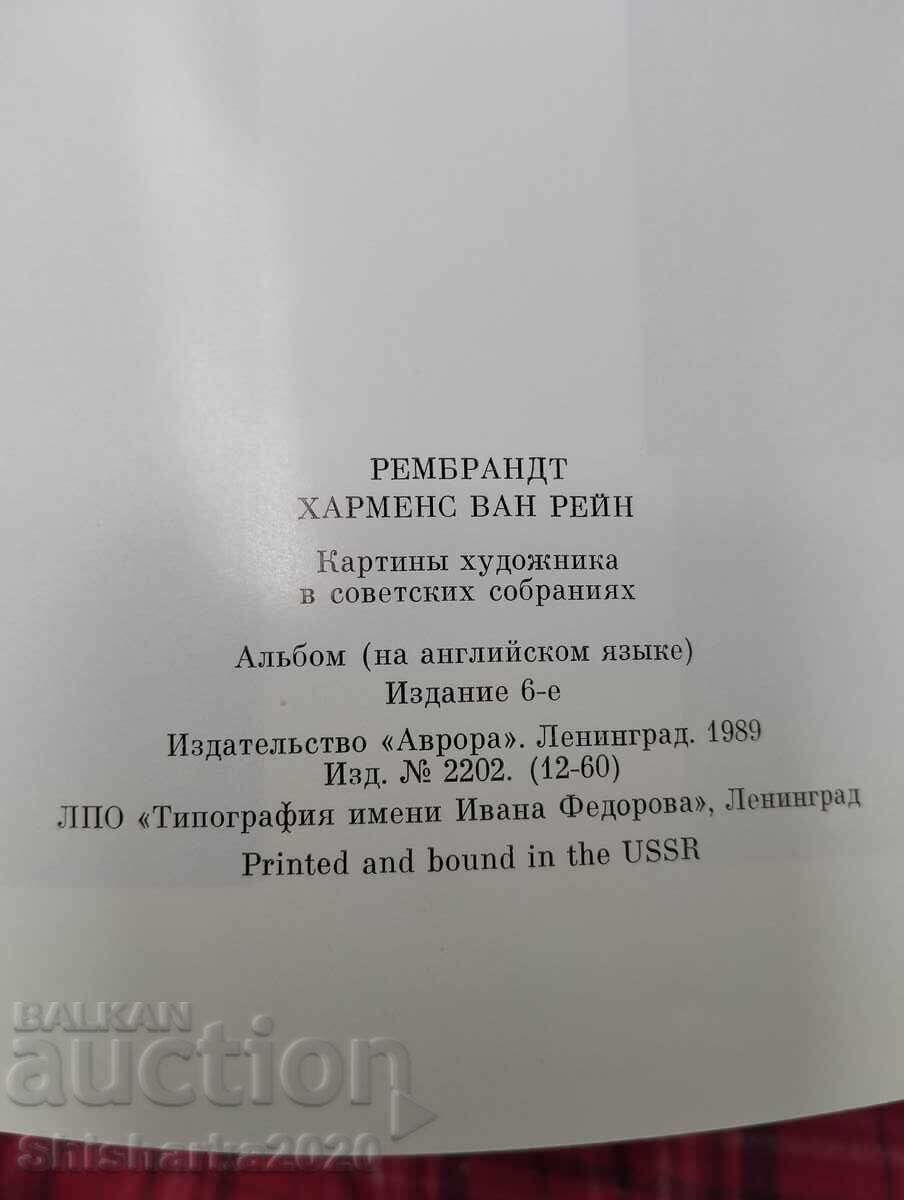 РЕМБРАНДТ
ХАРМЕНС ВАН РЕЙН
Картины художника
в советских собраниях
Альбом (на английском языке)
Издание 6-е
Издательство «Аврора». Ленинград. 1989
Изд. № 2202. (12-60)
ЛПО «Типография имени Ивана Федорова», Ленинград
Printed and bound in the USSR
BALKAN
auction
Shisharka2020